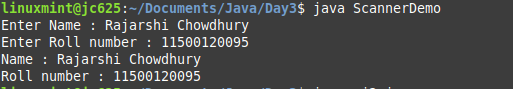 linuxmint@jc625:~/Documents/Java/Day3$ java ScannerDemo
Enter Name : Rajarshi Chowdhury
Enter Roll number : 11500120095
Name : Rajarshi Chowdhury
Roll number : 11500120095